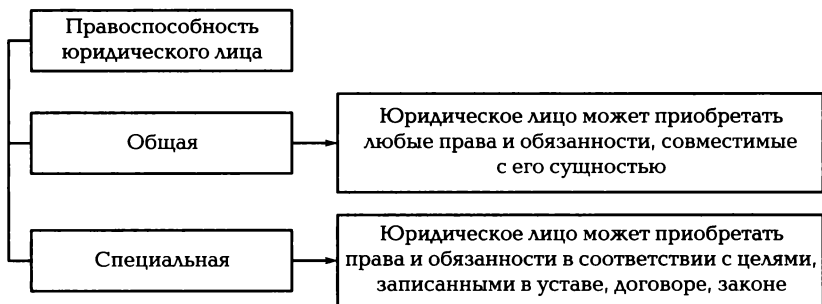 Правоспособность
юридического лица
Общая
Юридическое лицо может приобретать
любые права и обязанности, совместимые
с его сущностью
Специальная
Юридическое лицо может приобретать
права и обязанности в соответствии с целями,
записанными в уставе, договоре, законе